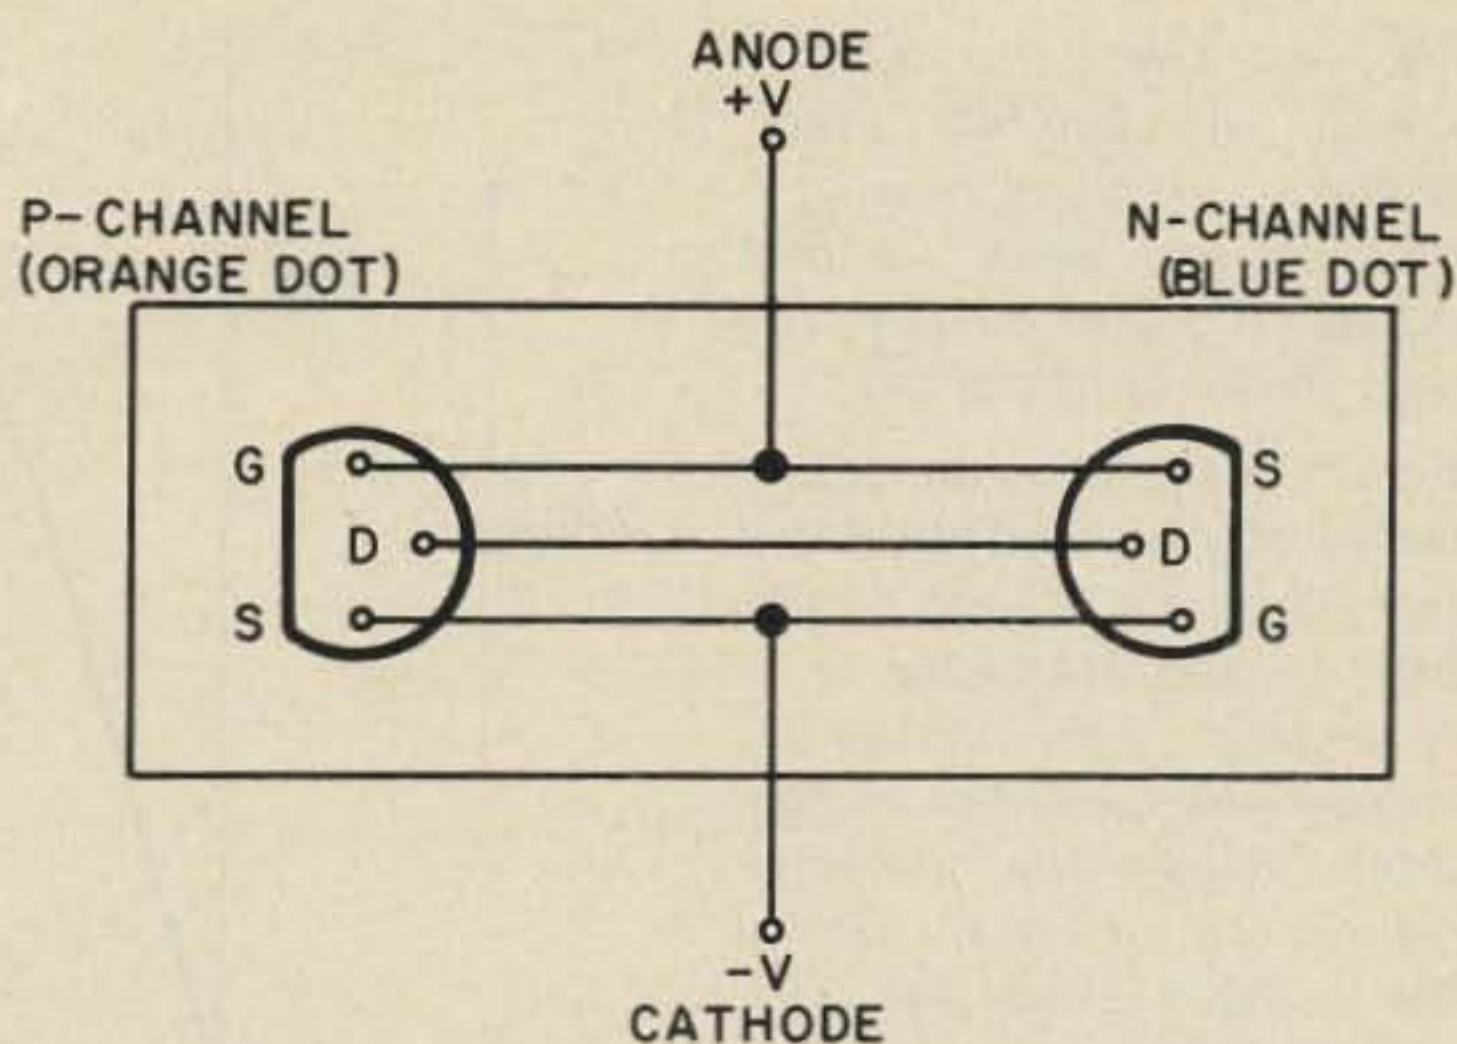 ANODE
+V
P-CHANNEL
(ORANGE DOT)
N-CHANNEL
(BLUE DOT)
G
S
D
D
S
G
-V
CATHODE